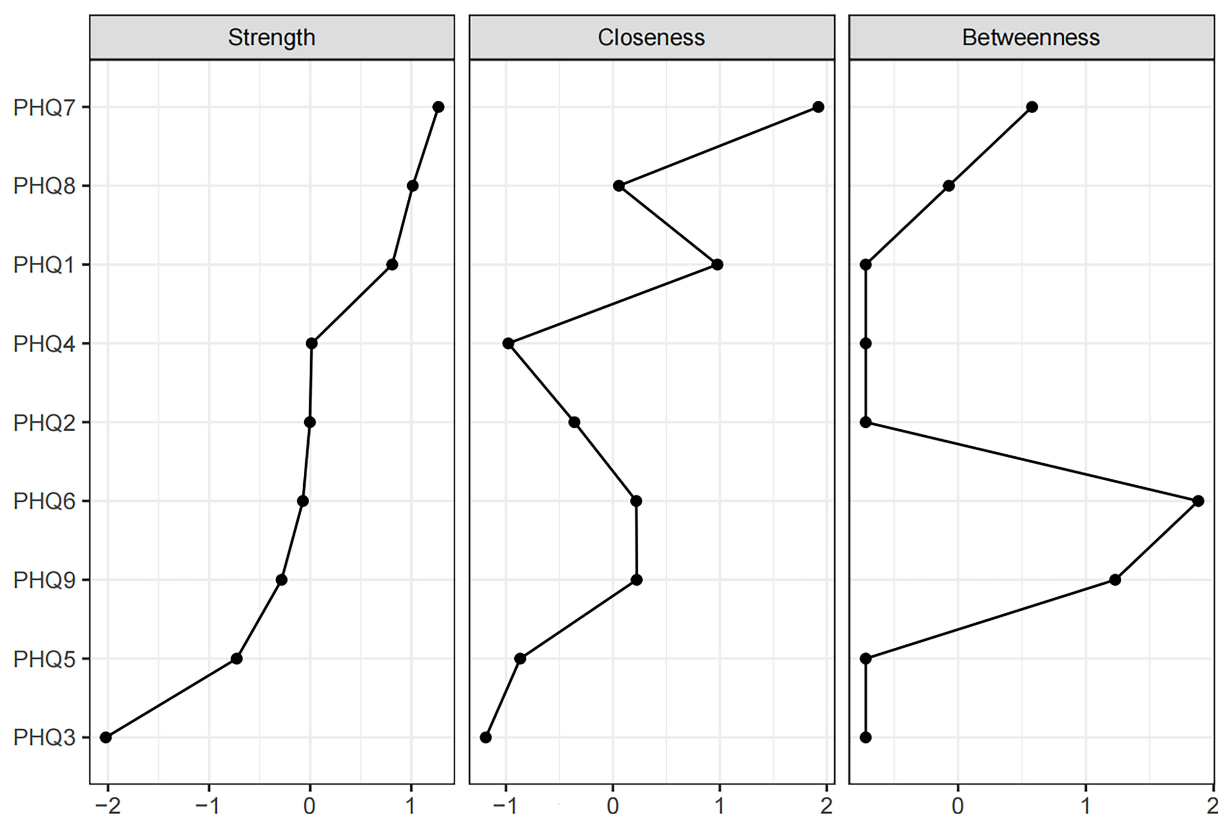 Strength Closeness Betweenness
PHQ7
PHQ8
PHQ1
PHQ4
PHQ2
PHQ6
PHQ9
PHQ5
PHQ3
−2 −1 0 1 −1 0 1 2 0 1 2